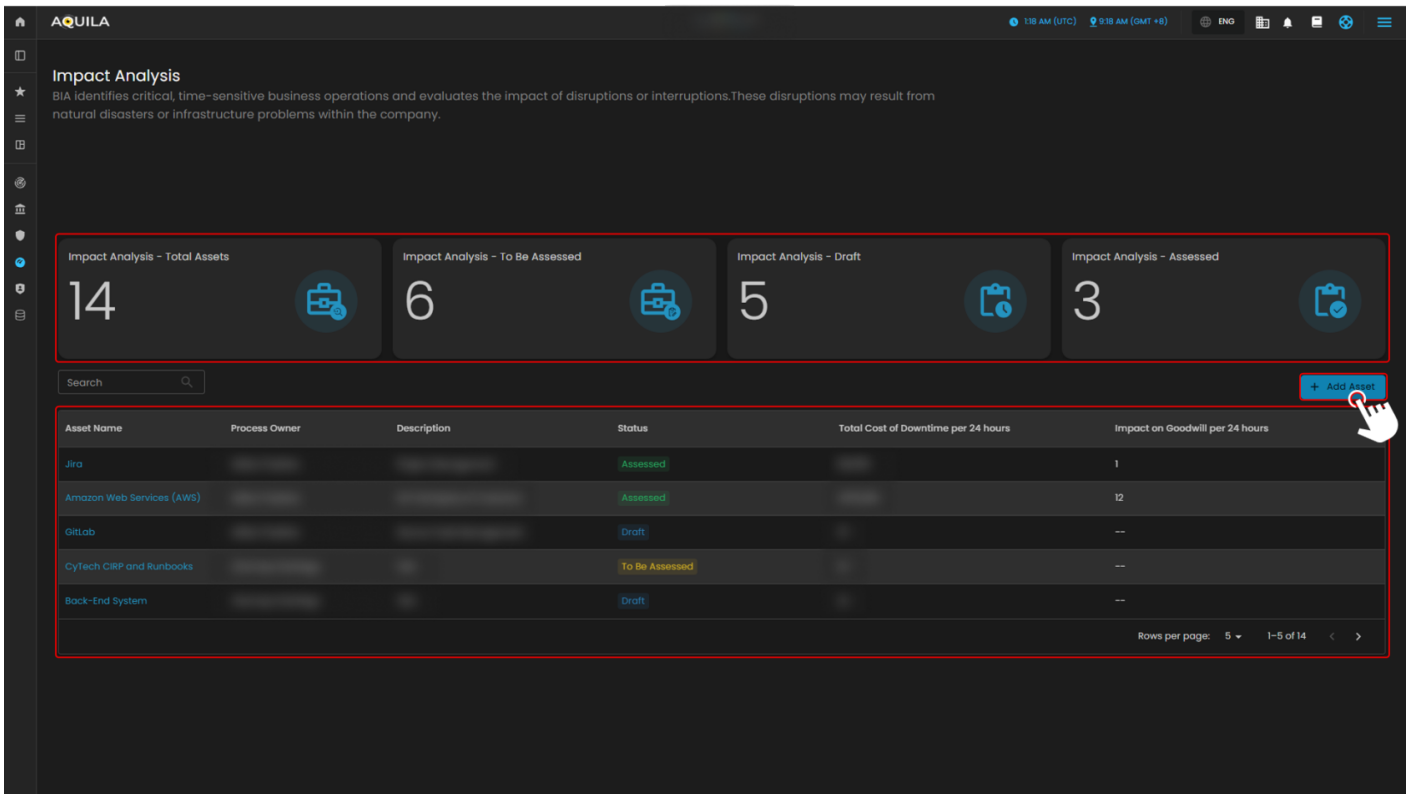 AQUILA
1:18 AM (UTC) 9:18 AM (GMT +8) ENG
Impact Analysis
BIA identifies critical, time-sensitive business operations and evaluates the impact of disruptions or interruptions.These disruptions may result from
natural disasters or infrastructure problems within the company.
Impact Analysis - Total Assets
14
Impact Analysis - To Be Assessed
6
Impact Analysis - Draft
5
Impact Analysis - Assessed
3
Search
+ Add Asset
Asset Name Process Owner Description Status Total Cost of Downtime per 24 hours Impact on Goodwill per 24 hours
Jira Assessed 1
Amazon Web Services (AWS) Assessed 12
GitLab Draft --
CyTech CIRP and Runbooks To Be Assessed --
Back-End System Draft --
Rows per page: 5 1-5 of 14